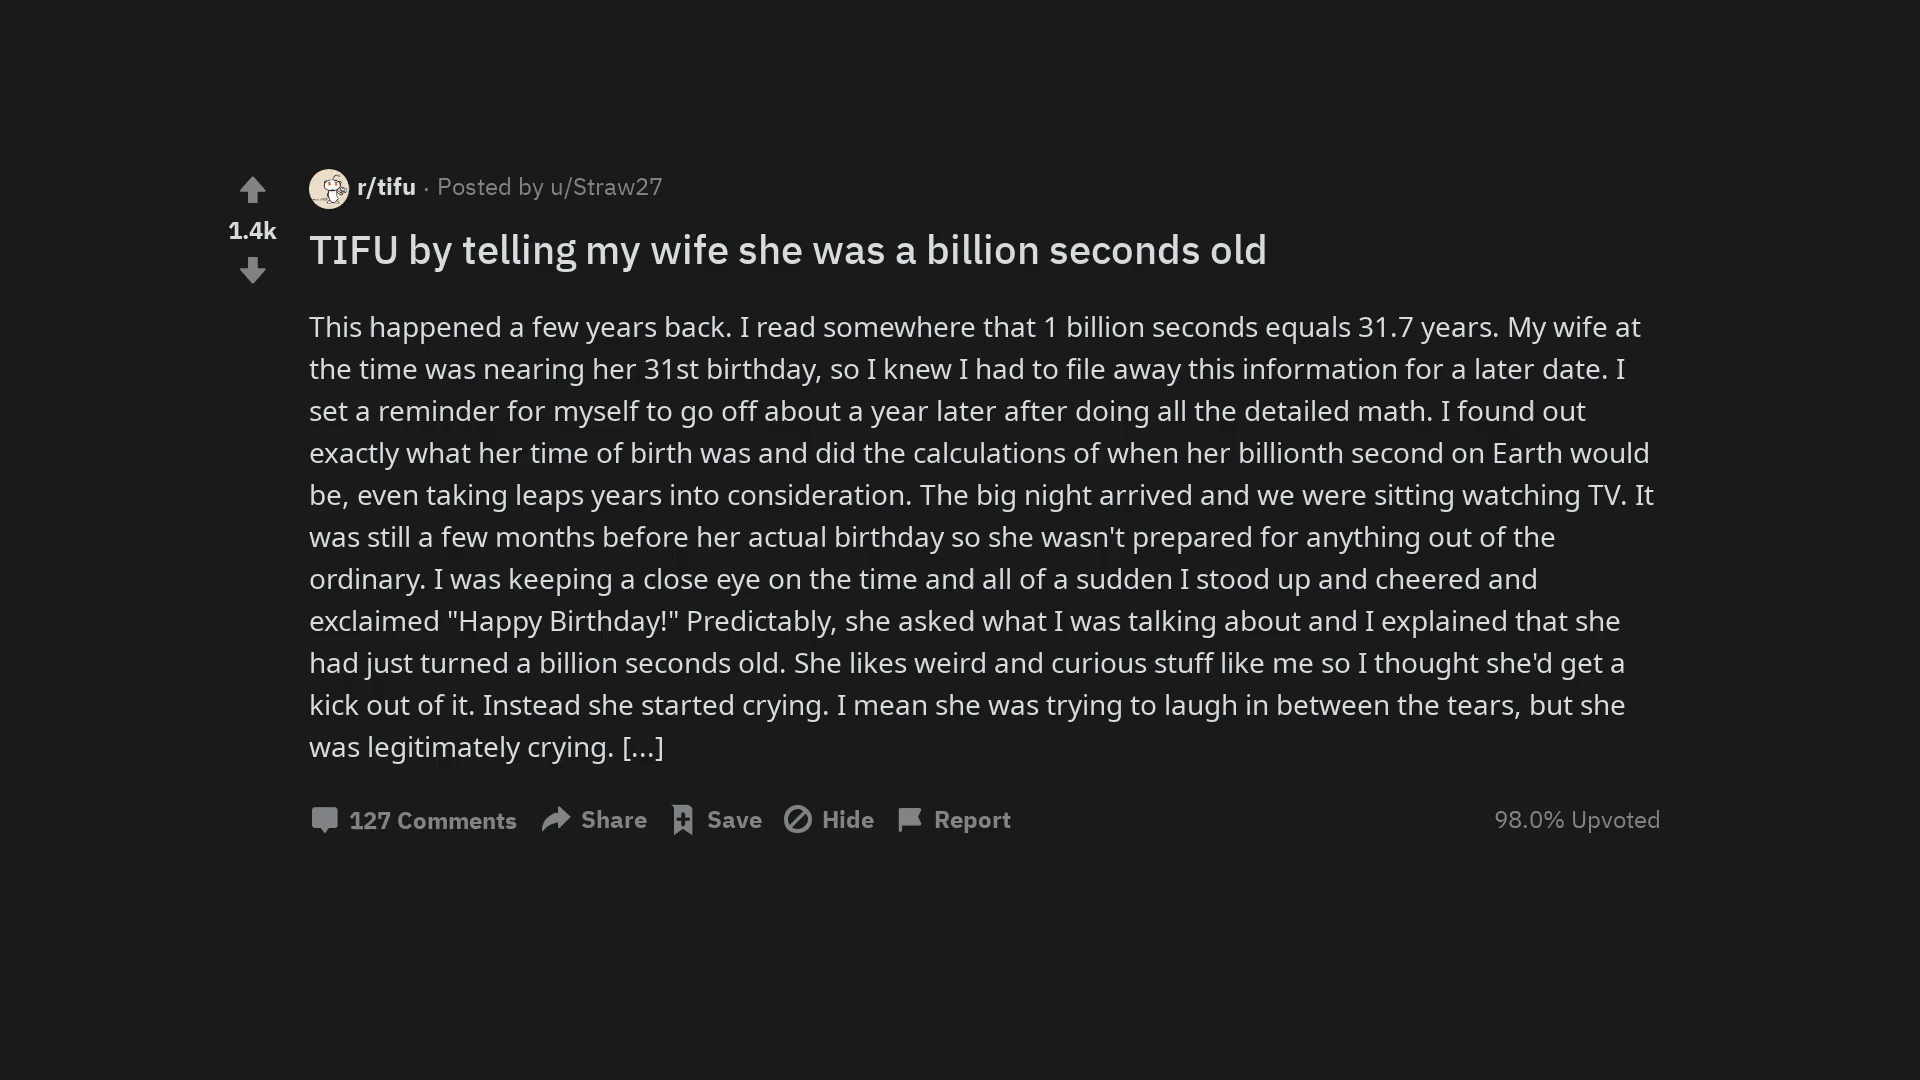 r/tifu · Posted by u/Straw27
1.4k
TIFU by telling my wife she was a billion seconds old
This happened a few years back. I read somewhere that 1 billion seconds equals 31.7 years. My wife at
the time was nearing her 31st birthday, so I knew I had to file away this information for a later date. I
set a reminder for myself to go off about a year later after doing all the detailed math. I found out
exactly what her time of birth was and did the calculations of when her billionth second on Earth would
be, even taking leaps years into consideration. The big night arrived and we were sitting watching TV. It
was still a few months before her actual birthday so she wasn't prepared for anything out of the
ordinary. I was keeping a close eye on the time and all of a sudden I stood up and cheered and
exclaimed "Happy Birthday!" Predictably, she asked what I was talking about and I explained that she
had just turned a billion seconds old. She likes weird and curious stuff like me so I thought she'd get a
kick out of it. Instead she started crying. I mean she was trying to laugh in between the tears, but she
was legitimately crying. [...]
127 Comments Share Save Hide Report 98.0% Upvoted